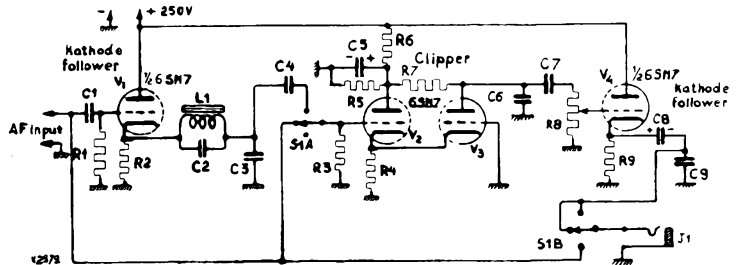 - + 250V
Kathode
follower
V1 ½ 6SN7
C1
AF input
R1
R2
L1
C2
C3
C4
S1A
R3
C5
- +
R5
R6
R7
Clipper
6SN7
V2
V3
R4
C6
C7
R8
V4 ½ 6SN7
Kathode
follower
R9
+ C8
C9
S1B
J1